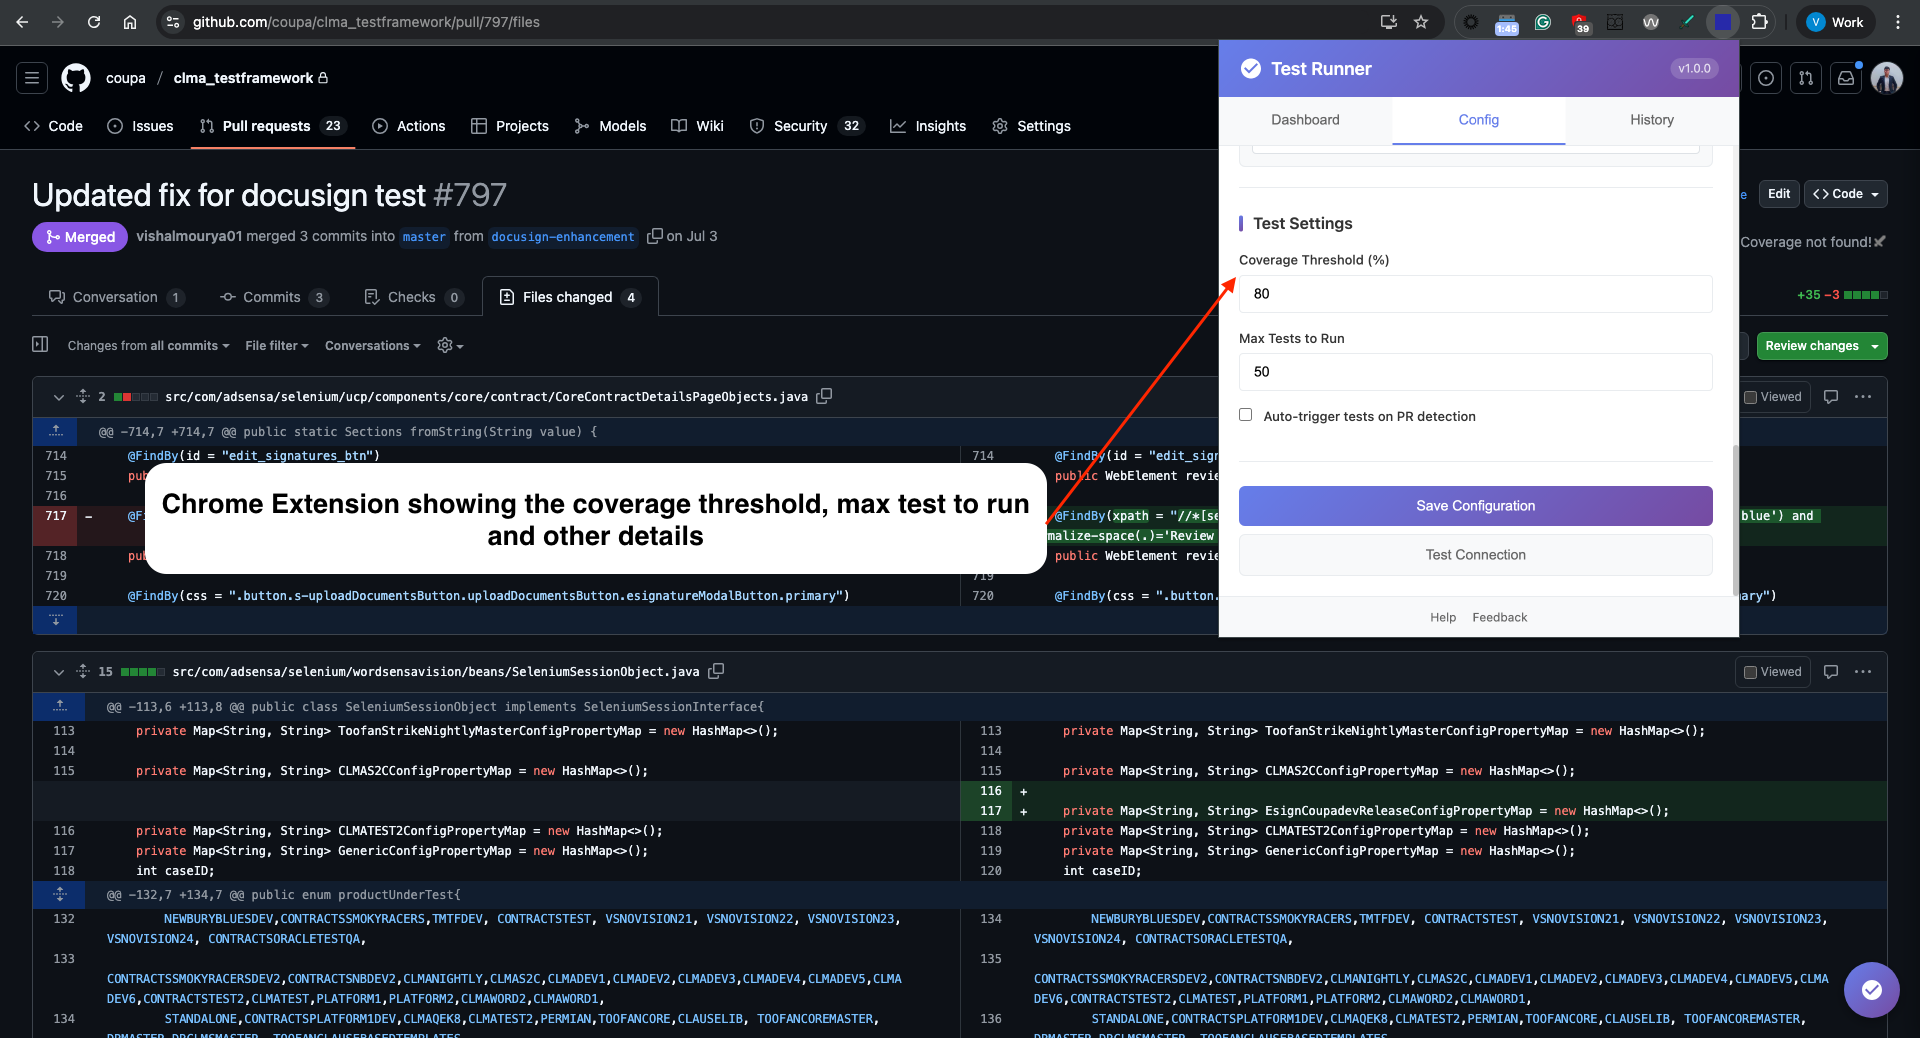 github.com/coupa/clma_testframework/pull/797/files
1:45
39
V Work
coupa / clma_testframework
Code
Issues
Pull requests 23
Actions
Projects
Models
Wiki
Security 32
Insights
Settings
Updated fix for docusign test #797
Edit
Code
Merged
vishalmourya01 merged 3 commits into master from docusign-enhancement on Jul 3
Coverage not found!
Conversation 1
Commits 3
Checks 0
Files changed 4
+35 −3
Changes from all commits
File filter
Conversations
Review changes
Test Runner
v1.0.0
Dashboard
Config
History
Test Settings
Coverage Threshold (%)
80
Max Tests to Run
50
Auto-trigger tests on PR detection
Save Configuration
Test Connection
Help
Feedback
Chrome Extension showing the coverage threshold, max test to run
and other details
2 src/com/adsensa/selenium/ucp/components/core/contract/CoreContractDetailsPageObjects.java
Viewed
@@ -714,7 +714,7 @@ public static Sections fromString(String value) {
714 @FindBy(id = "edit_signatures_btn")
715
716
717 -
718
719
720 @FindBy(css = ".button.s-uploadDocumentsButton.uploadDocumentsButton.esignatureModalButton.primary")
714 @FindBy(id =
public WebElement
@FindBy(xpath = "//*[
blue') and
'Review
public WebElement
719
720 @FindBy(css = ".button.
")
15 src/com/adsensa/selenium/wordsensavision/beans/SeleniumSessionObject.java
Viewed
@@ -113,6 +113,8 @@ public class SeleniumSessionObject implements SeleniumSessionInterface{
113 private Map<String, String> ToofanStrikeNightlyMasterConfigPropertyMap = new HashMap<>();
114
115 private Map<String, String> CLMAS2CConfigPropertyMap = new HashMap<>();
116 private Map<String, String> CLMATEST2ConfigPropertyMap = new HashMap<>();
117 private Map<String, String> GenericConfigPropertyMap = new HashMap<>();
118 int caseID;
113 private Map<String, String> ToofanStrikeNightlyMasterConfigPropertyMap = new HashMap<>();
114
115 private Map<String, String> CLMAS2CConfigPropertyMap = new HashMap<>();
116 +
117 + private Map<String, String> EsignCoupadevReleaseConfigPropertyMap = new HashMap<>();
118 private Map<String, String> CLMATEST2ConfigPropertyMap = new HashMap<>();
119 private Map<String, String> GenericConfigPropertyMap = new HashMap<>();
120 int caseID;
@@ -132,7 +134,7 @@ public enum productUnderTest{
132 NEWBURYBLUESDEV,CONTRACTSSMOKYRACERS,TMTFDEV, CONTRACTSTEST, VSNOVISION21, VSNOVISION22, VSNOVISION23,
VSNOVISION24, CONTRACTSORACLETESTQA,
133
CONTRACTSSMOKYRACERSDEV2,CONTRACTSNBDEV2,CLMANIGHTLY,CLMAS2C,CLMADEV1,CLMADEV2,CLMADEV3,CLMADEV4,CLMADEV5,CLMA
DEV6,CONTRACTSTEST2,CLMATEST,PLATFORM1,PLATFORM2,CLMAWORD2,CLMAWORD1,
134 STANDALONE,CONTRACTSPLATFORM1DEV,CLMAQEK8,CLMATEST2,PERMIAN,TOOFANCORE,CLAUSELIB, TOOFANCOREMASTER,
134 NEWBURYBLUESDEV,CONTRACTSSMOKYRACERS,TMTFDEV, CONTRACTSTEST, VSNOVISION21, VSNOVISION22, VSNOVISION23,
VSNOVISION24, CONTRACTSORACLETESTQA,
135
CONTRACTSSMOKYRACERSDEV2,CONTRACTSNBDEV2,CLMANIGHTLY,CLMAS2C,CLMADEV1,CLMADEV2,CLMADEV3,CLMADEV4,CLMADEV5,CLMA
DEV6,CONTRACTSTEST2,CLMATEST,PLATFORM1,PLATFORM2,CLMAWORD2,CLMAWORD1,
136 STANDALONE,CONTRACTSPLATFORM1DEV,CLMAQEK8,CLMATEST2,PERMIAN,TOOFANCORE,CLAUSELIB, TOOFANCOREMASTER,